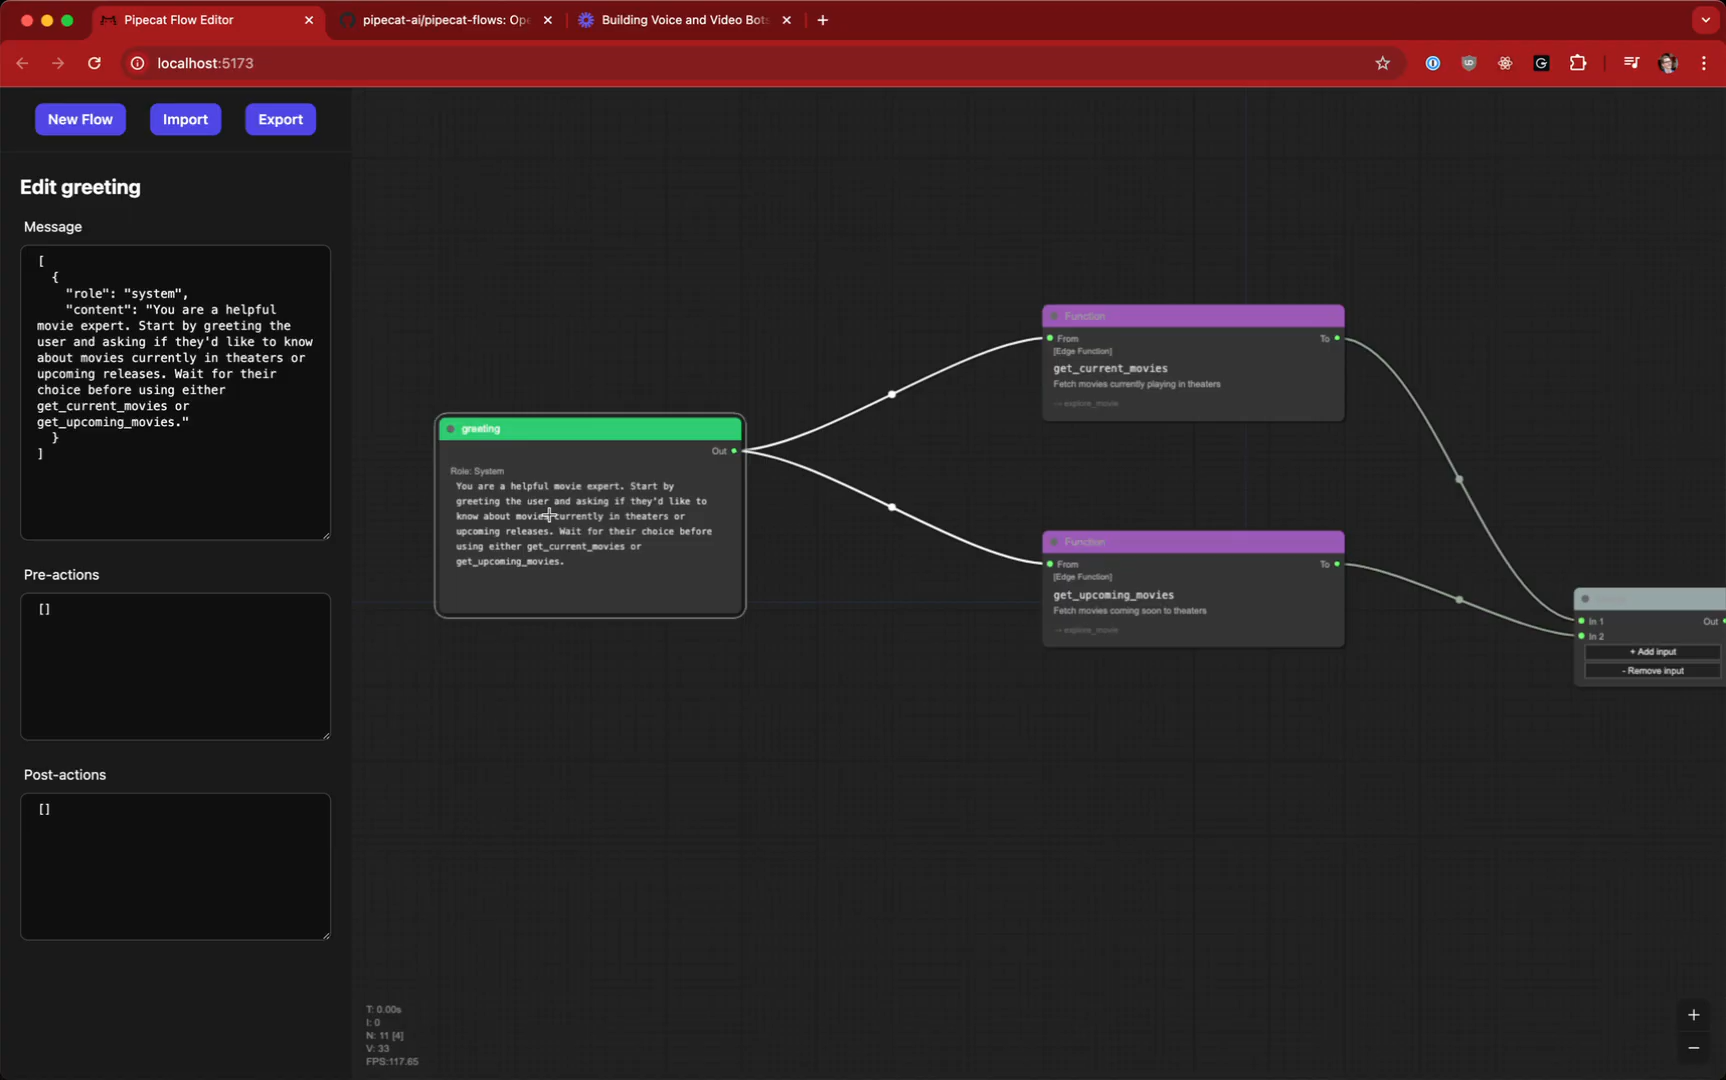 Pipecat Flow Editor
pipecat-ai/pipecat-flows: Ope
Building Voice and Video Bots
localhost:5173
New Flow
Import
Export
Edit greeting
Message
[
{
"role": "system",
"content": "You are a helpful
movie expert. Start by greeting the
user and asking if they'd like to know
about movies currently in theaters or
upcoming releases. Wait for their
choice before using either
get_current_movies or
get_upcoming_movies."
}
]
Pre-actions
[]
Post-actions
[]
greeting
Out
Role: System
You are a helpful movie expert. Start by
greeting the user and asking if they'd like to
know about movies currently in theaters or
upcoming releases. Wait for their choice before
using either get_current_movies or
get_upcoming_movies.
Function
From
To
[Edge Function]
get_current_movies
Fetch movies currently playing in theaters
→ explore_movie
Function
From
To
[Edge Function]
get_upcoming_movies
Fetch movies coming soon to theaters
→ explore_movie
In 1
Out
In 2
+ Add input
- Remove input
T: 0.00s
I: 0
N: 11 [4]
V: 33
FPS:117.65